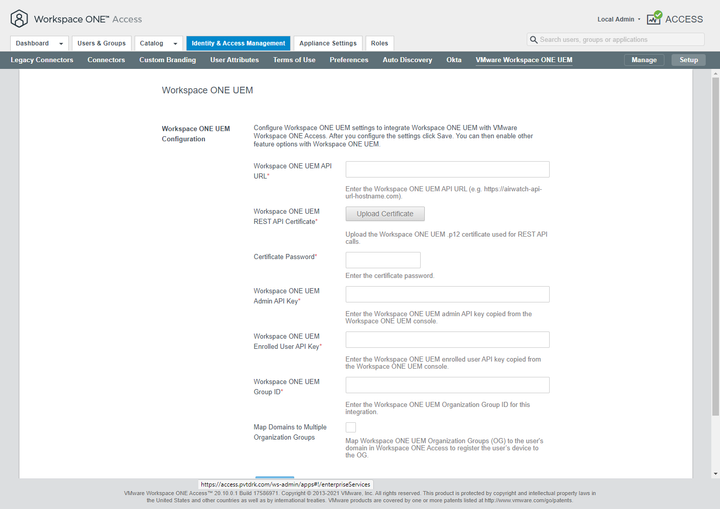 Workspace ONE™ Access
Local Admin
ACCESS
Dashboard
Users & Groups
Catalog
Identity & Access Management
Appliance Settings
Roles
Search users, groups or applications
Legacy Connectors
Connectors
Custom Branding
User Attributes
Terms of Use
Preferences
Auto Discovery
Okta
VMware Workspace ONE UEM
Manage
Setup
Workspace ONE UEM
Workspace ONE UEM
Configuration
Configure Workspace ONE UEM settings to integrate Workspace ONE UEM with VMware
Workspace ONE Access. After you configure the settings click Save. You can then enable other
feature options with Workspace ONE UEM.
Workspace ONE UEM API
URL*
Enter the Workspace ONE UEM API URL (e.g. https://airwatch-api-
url-hostname.com)
Workspace ONE UEM
REST API Certificate*
Upload Certificate
Upload the Workspace ONE UEM .p12 certificate used for REST API
calls.
Certificate Password*
Enter the certificate password.
Workspace ONE UEM
Admin API Key*
Enter the Workspace ONE UEM admin API key copied from the
Workspace ONE UEM console.
Workspace ONE UEM
Enrolled User API Key*
Enter the Workspace ONE UEM enrolled user API key copied from
the Workspace ONE UEM console.
Workspace ONE UEM
Group ID*
Enter the Workspace ONE UEM Organization Group ID for this
integration.
Map Domains to Multiple
Organization Groups
Map Workspace ONE UEM Organization Groups (OG) to the user's
domain in Workspace ONE Access to register the user's device to
the OG.
https://access.pvtdrk.com/ws-admin/apps#!/enterpriseServices
VMware Workspace ONE Access™ 20.10.0.1 Build 17586971. Copyright © 2013-2021 VMware, Inc. All rights reserved. This product is protected by copyright and intellectual property laws in
the United States and other countries as well as by international treaties. VMware products are covered by one or more patents listed at http://www.vmware.com/go/patents.